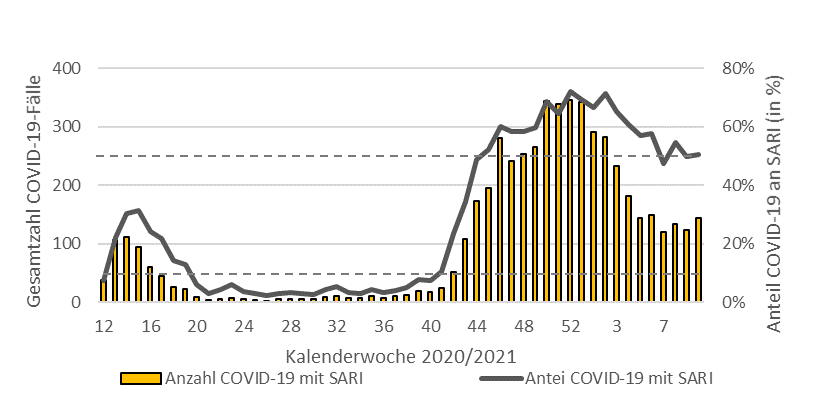 Gesamtzahl COVID-19-Fälle
400
300
200
100
0
80%
60%
40%
20%
0%
Anteil COVID-19 an SARI (in %)
12 16 20 24 28 32 36 40 44 48 52 3 7
Kalenderwoche 2020/2021
Anzahl COVID-19 mit SARI
Antei COVID-19 mit SARI